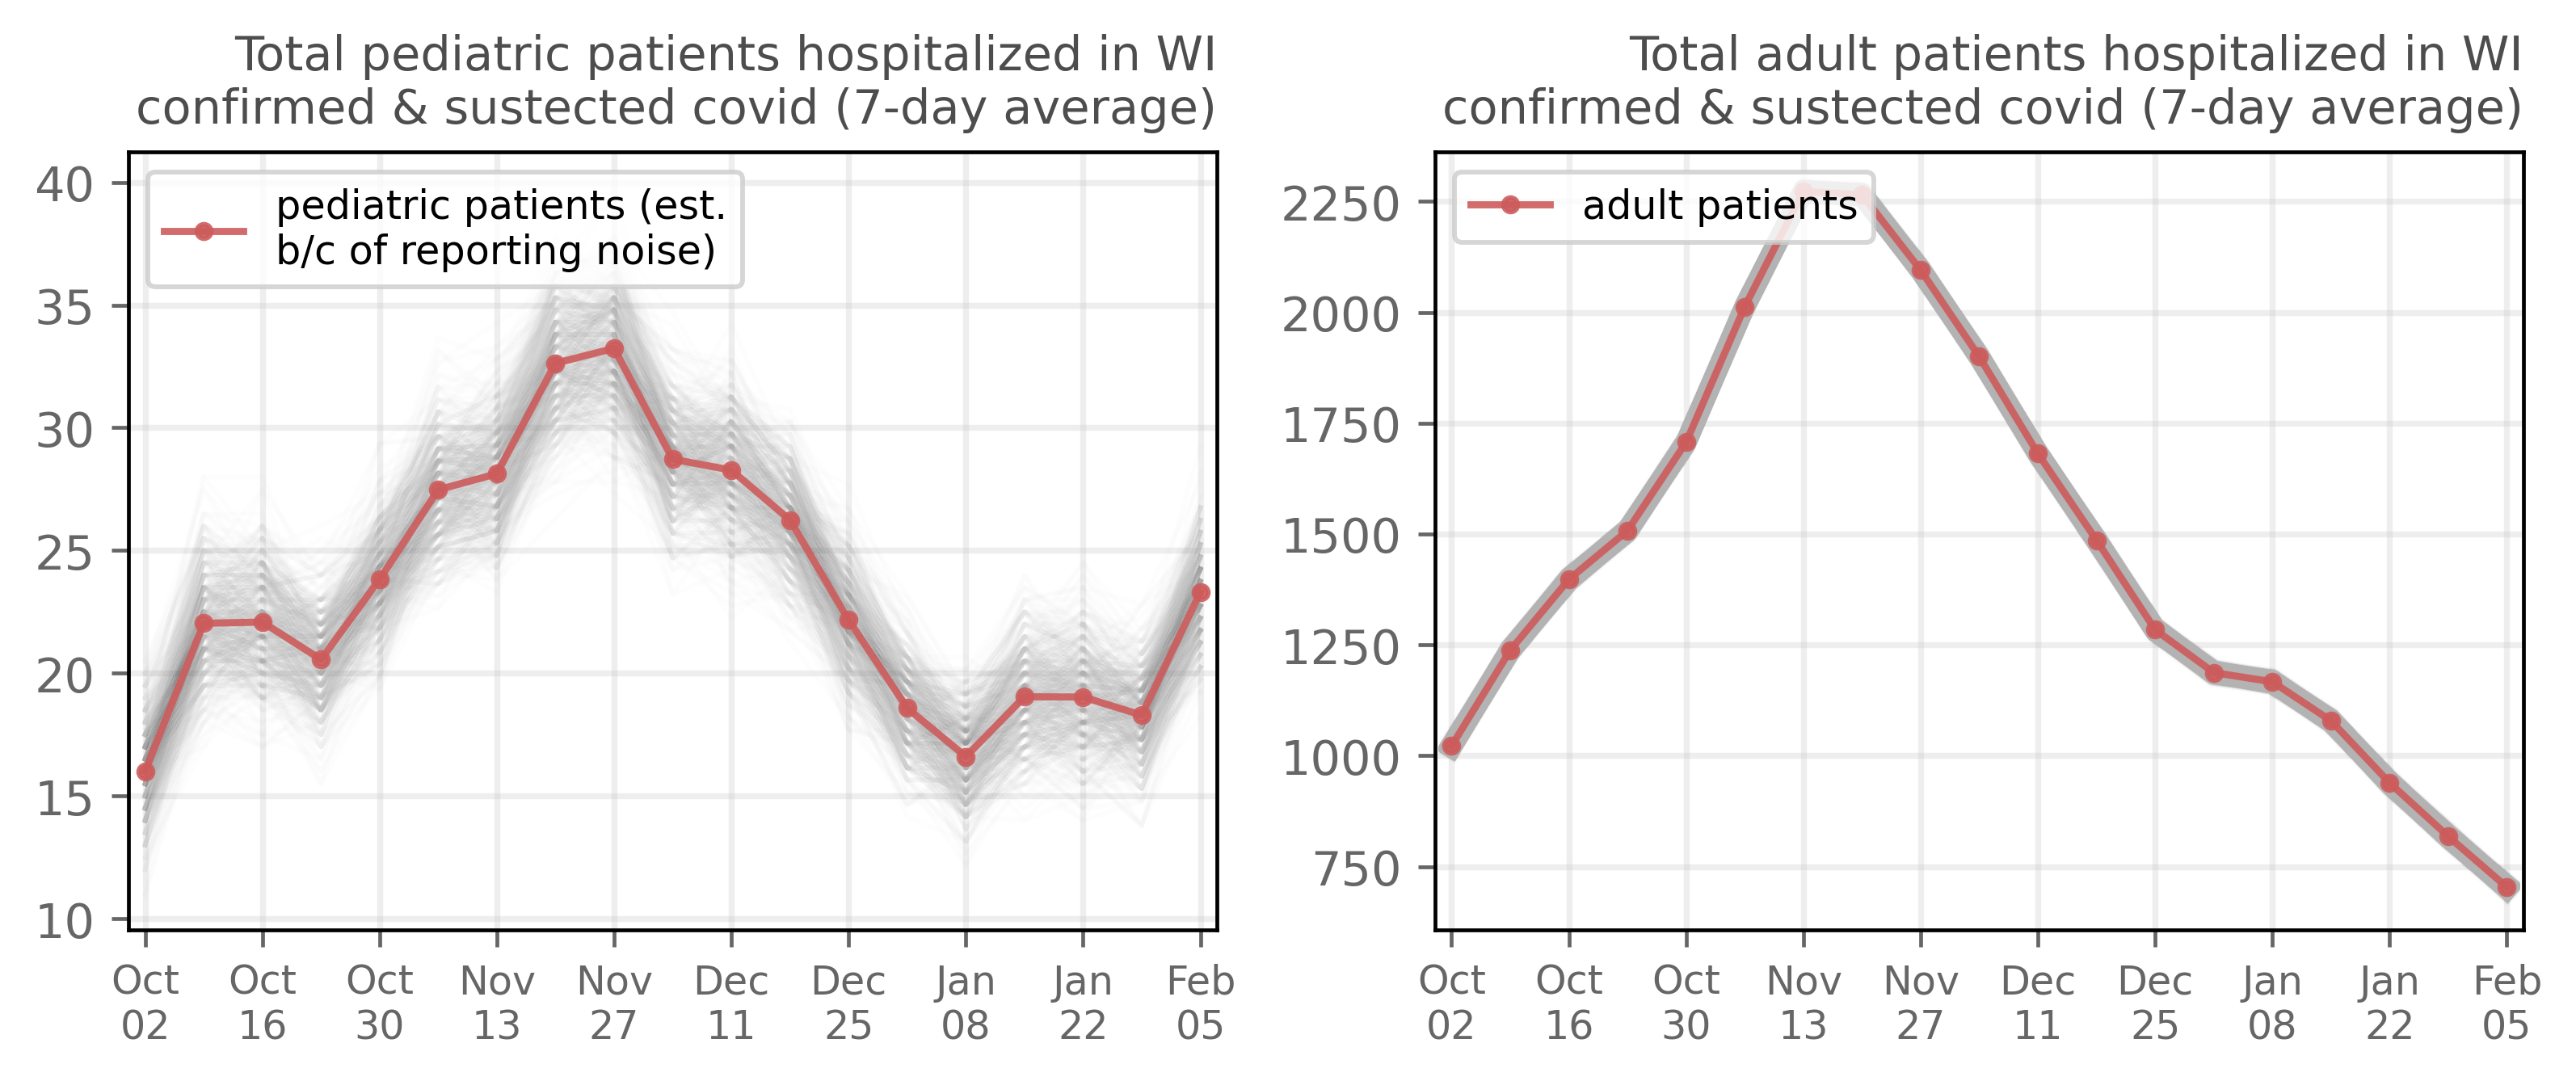 Total pediatric patients hospitalized in WI
confirmed & sustected covid (7-day average)
pediatric patients (est.
b/c of reporting noise)
40
35
30
25
20
15
10
Oct Oct Oct Nov Nov Dec Dec Jan Jan Feb
02 16 30 13 27 11 25 08 22 05
Total adult patients hospitalized in WI
confirmed & sustected covid (7-day average)
adult patients
2250
2000
1750
1500
1250
1000
750
Oct Oct Oct Nov Nov Dec Dec Jan Jan Feb
02 16 30 13 27 11 25 08 22 05